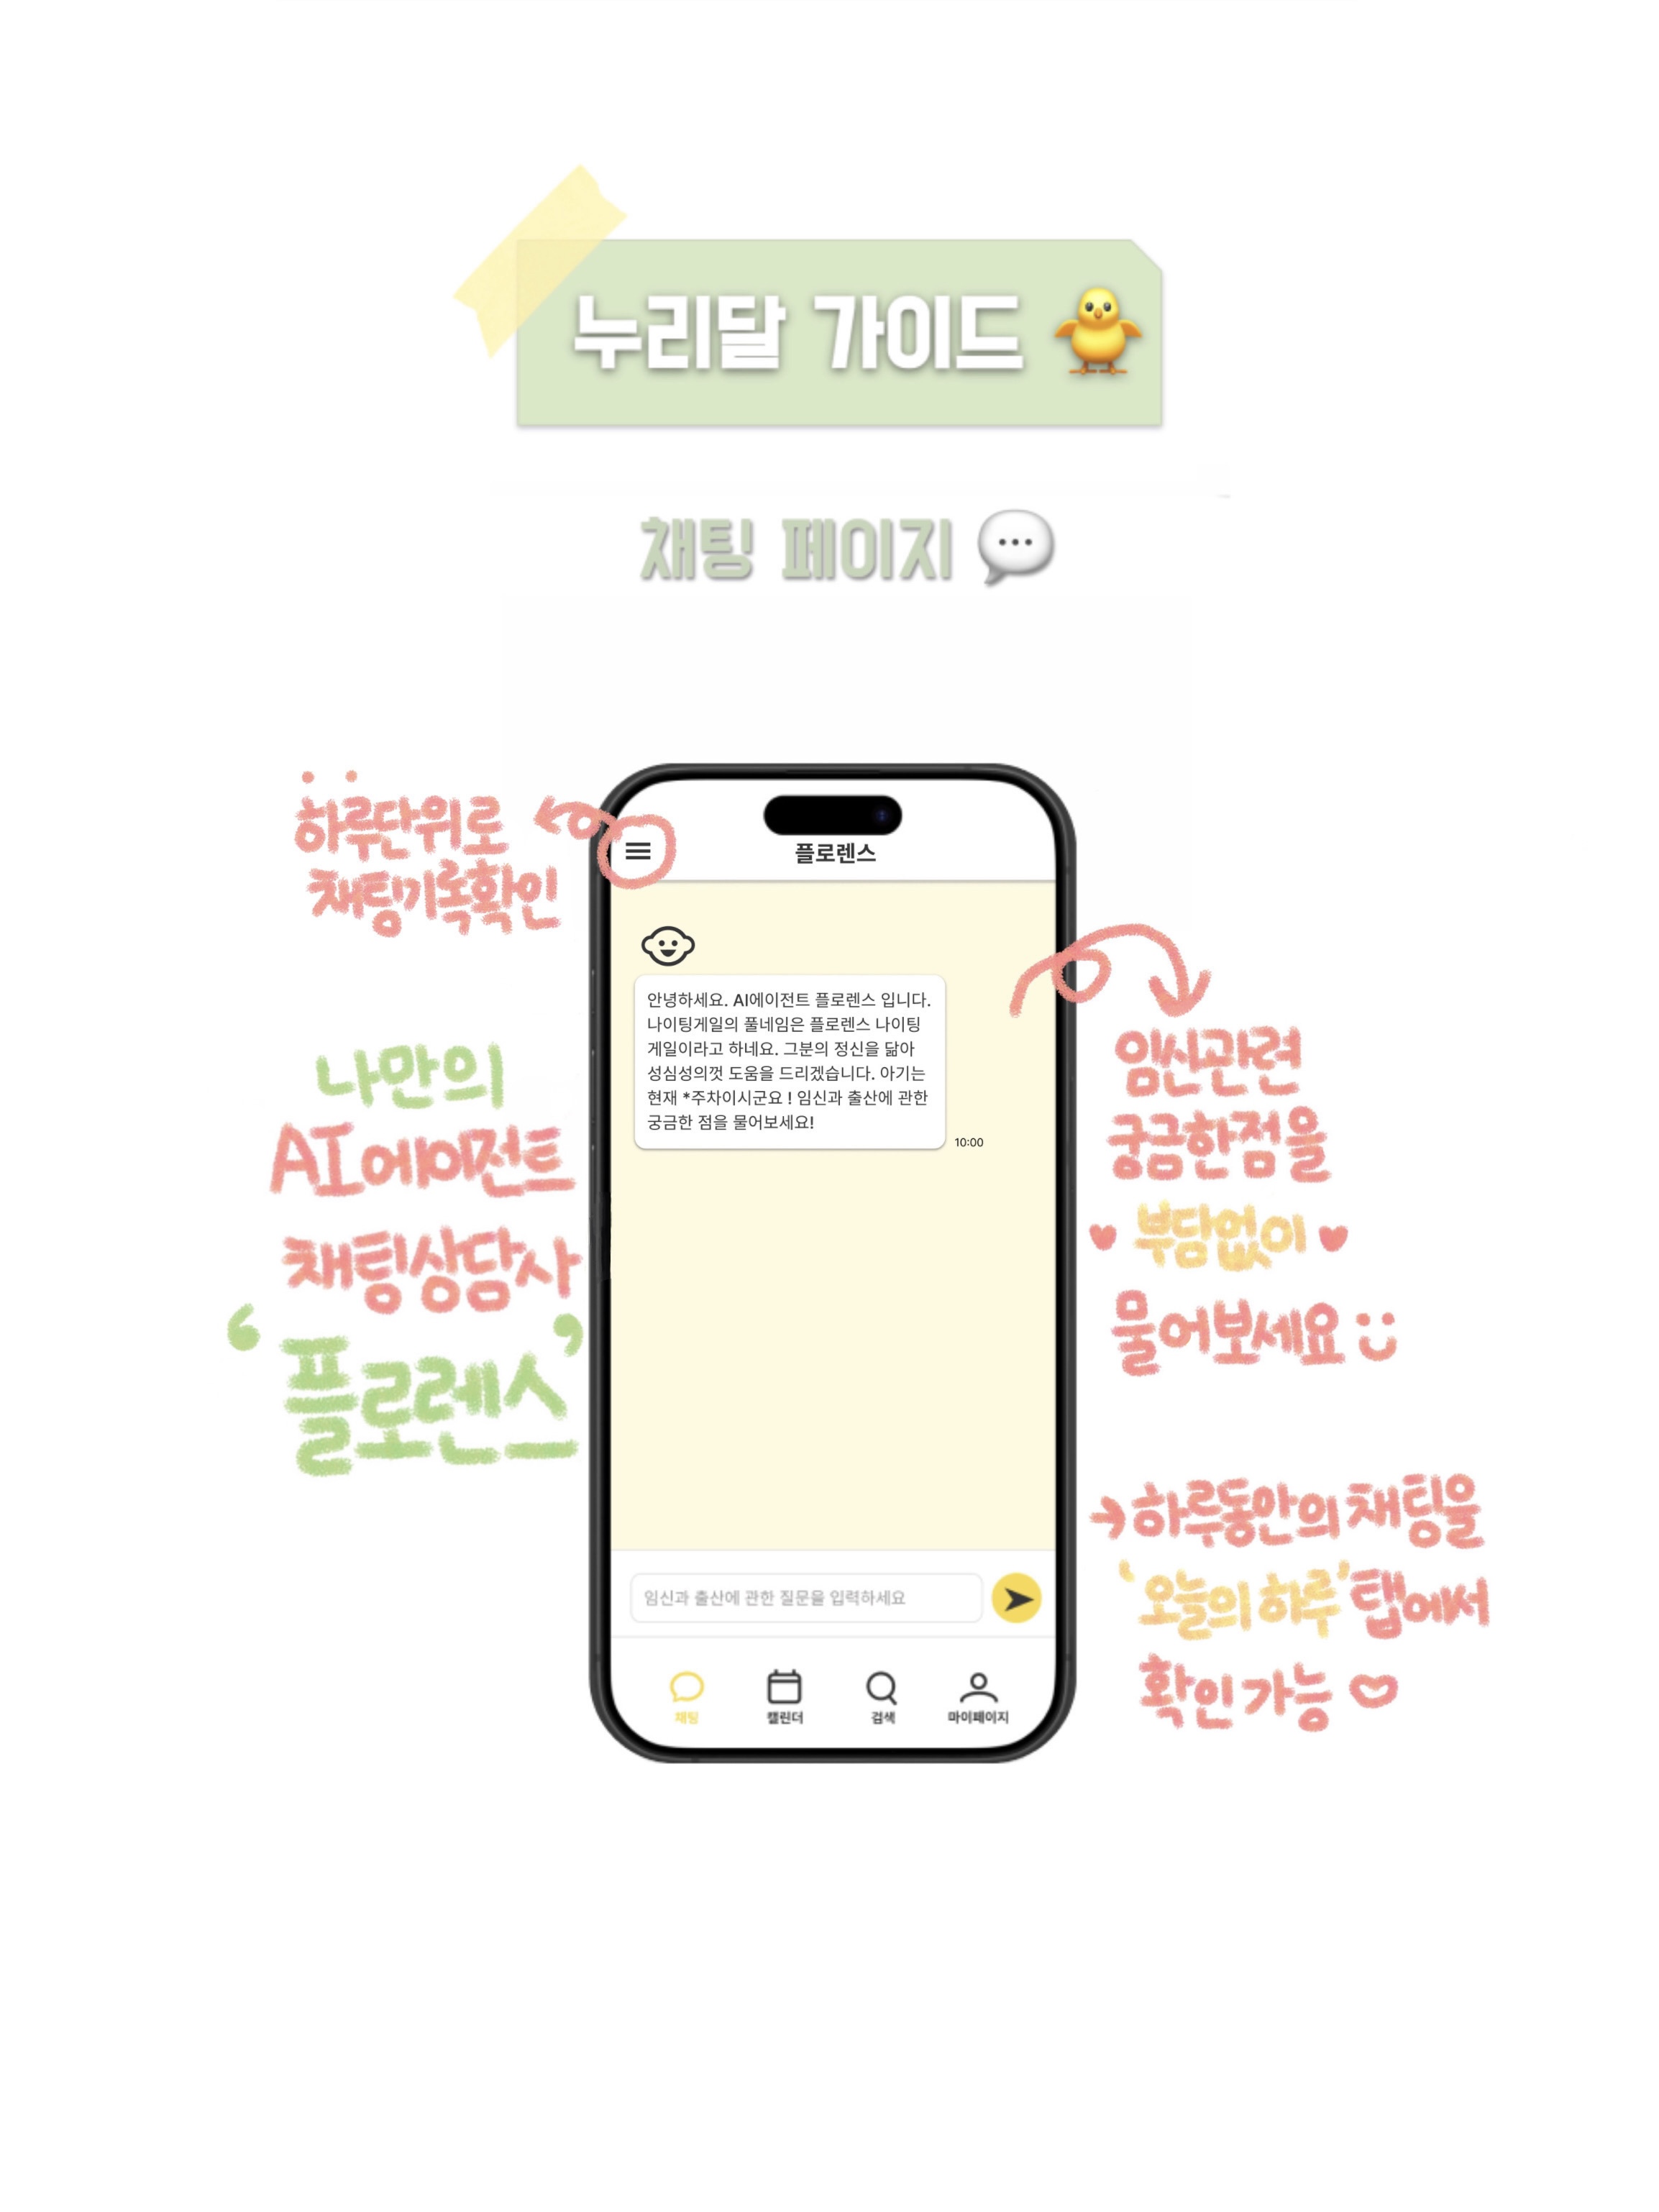 누리달 가이드
채팅 페이지
하루단위로
채팅기록확인
플로렌스
안녕하세요. AI에이전트 플로렌스 입니다.
나이팅게일의 풀네임은 플로렌스 나이팅
게일이라고 하네요. 그분의 정신을 닮아
성심성의껏 도움을 드리겠습니다. 아기는
현재 *주차이시군요 ! 임신과 출산에 관한
궁금한 점을 물어보세요!
10:00
나만의
AI에이전트
채팅상담사
‘플로렌스’
임신관련
궁금한점을
부담없이
물어보세요
→하루동안의 채팅을
‘오늘의 하루’ 탭에서
확인 가능
임신과 출산에 관한 질문을 입력하세요
채팅 캘린더 검색 마이페이지